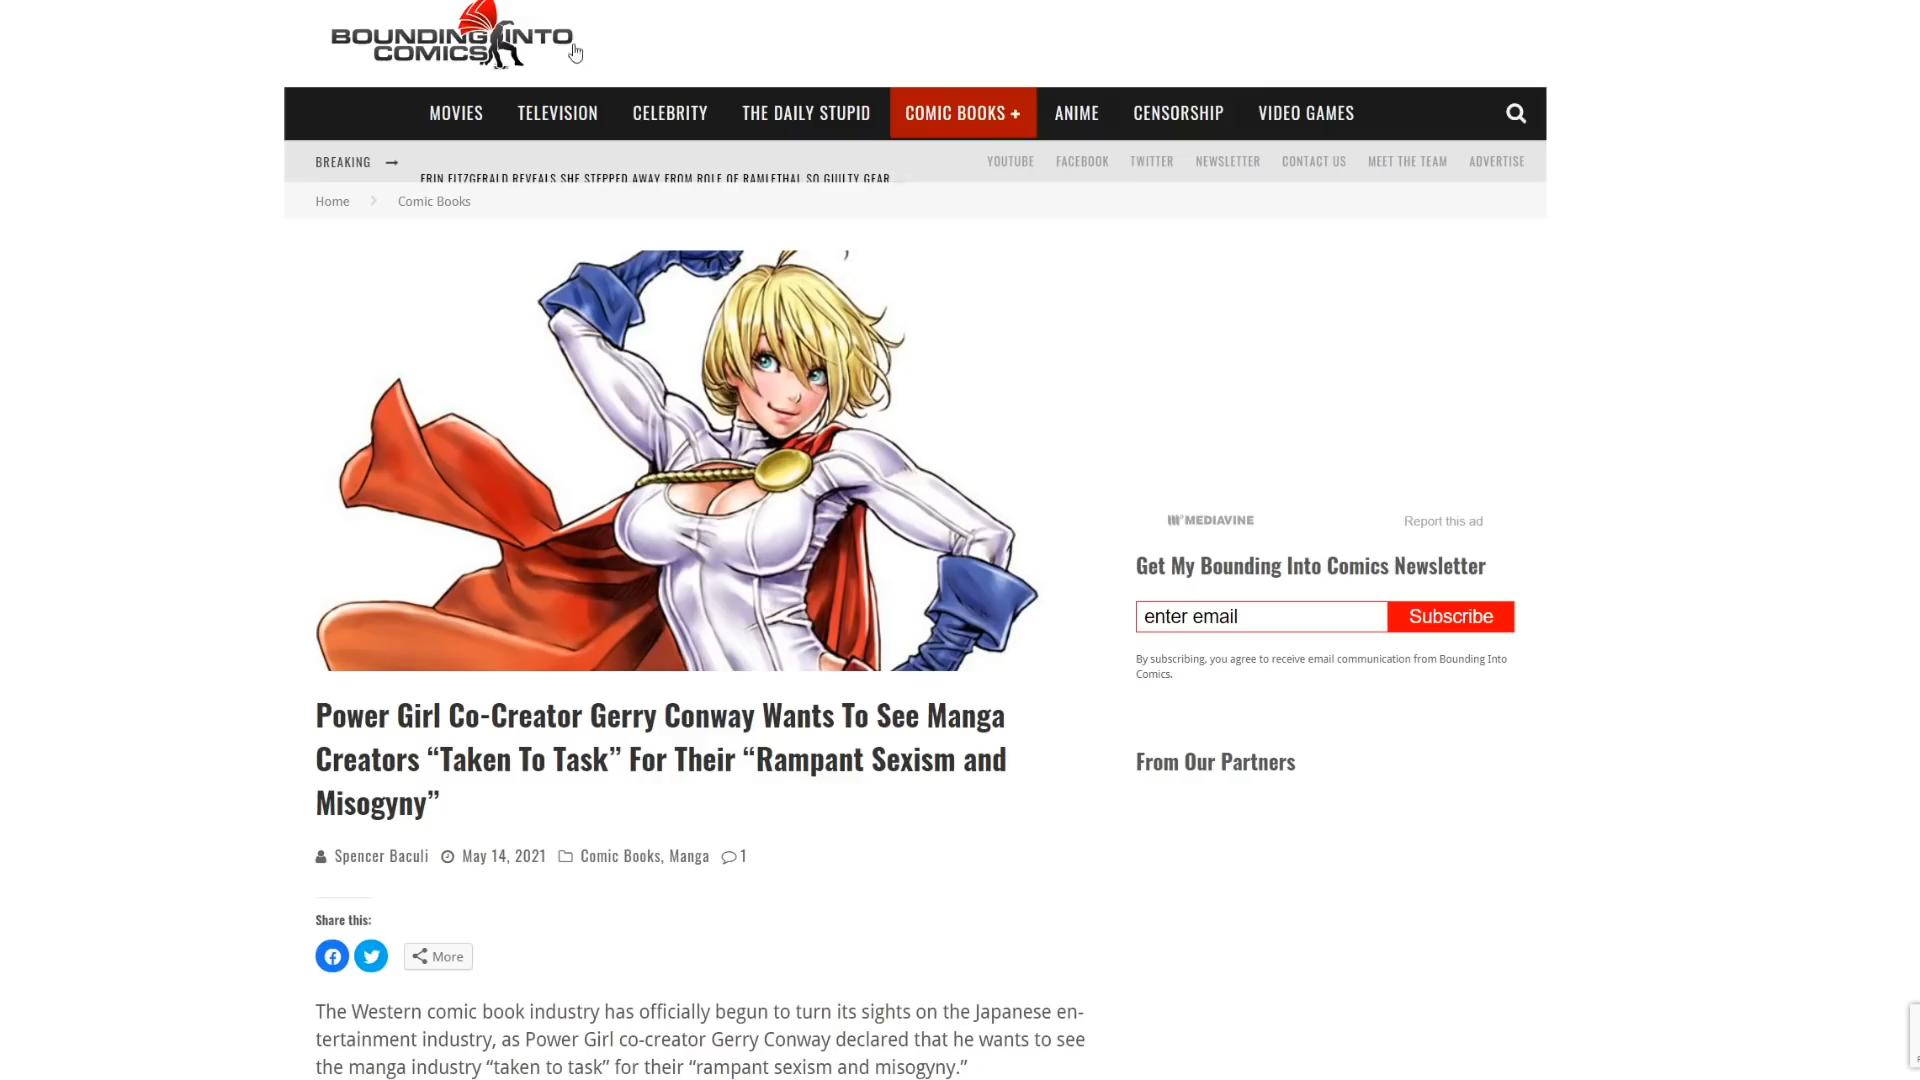 BOUNDING INTO
COMICS
MOVIES TELEVISION CELEBRITY THE DAILY STUPID COMIC BOOKS + ANIME CENSORSHIP VIDEO GAMES
BREAKING → ERIN FITZGERALD REVEALS SHE STEPPED AWAY FROM ROLE OF RAMLETHAL SO GUILTY GEAR
YOUTUBE FACEBOOK TWITTER NEWSLETTER CONTACT US MEET THE TEAM ADVERTISE
Home > Comic Books
MEDIAVINE Report this ad
Get My Bounding Into Comics Newsletter
enter email Subscribe
By subscribing, you agree to receive email communication from Bounding Into
Comics.
From Our Partners
Power Girl Co-Creator Gerry Conway Wants To See Manga
Creators “Taken To Task” For Their “Rampant Sexism and
Misogyny”
Spencer Baculi May 14, 2021 Comic Books, Manga 1
Share this:
More
The Western comic book industry has officially begun to turn its sights on the Japanese en-
tertainment industry, as Power Girl co-creator Gerry Conway declared that he wants to see
the manga industry “taken to task” for their “rampant sexism and misogyny.”